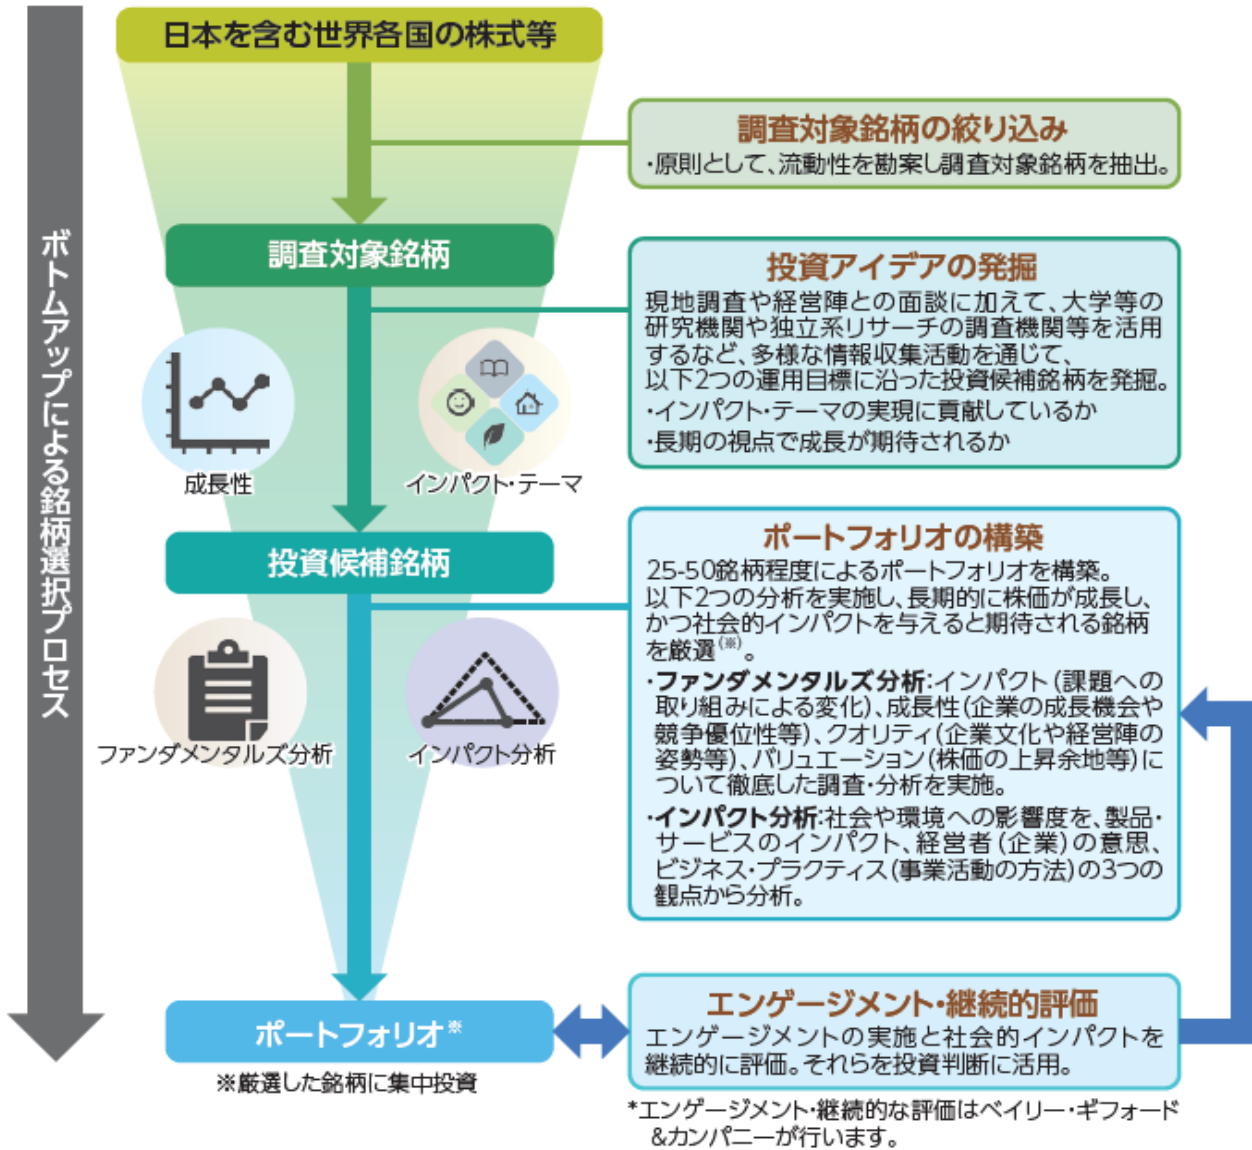 日本を含む世界各国の株式等
調査対象銘柄の絞り込み
・原則として、流動性を勘案し調査対象銘柄を抽出。
ボトムアップによる銘柄選択プロセス
調査対象銘柄
投資アイデアの発掘
現地調査や経営陣との面談に加えて、大学等の
研究機関や独立系リサーチの調査機関等を活用
するなど、多様な情報収集活動を通じて、
以下2つの運用目標に沿った投資候補銘柄を発掘。
・インパクト・テーマの実現に貢献しているか
・長期の視点で成長が期待されるか
成長性
インパクト・テーマ
投資候補銘柄
ポートフォリオの構築
25-50銘柄程度によるポートフォリオを構築。
以下2つの分析を実施し、長期的に株価が成長し、
かつ社会的インパクトを与えると期待される銘柄
を厳選(※)。
・ファンダメンタルズ分析:インパクト(課題への
取り組みによる変化)、成長性(企業の成長機会や
競争優位性等)、クオリティ(企業文化や経営陣の
姿勢等)、バリュエーション(株価の上昇余地等)に
ついて徹底した調査・分析を実施。
・インパクト分析:社会や環境への影響度を、製品・
サービスのインパクト、経営者(企業)の意思、
ビジネス・プラクティス(事業活動の方法)の3つの
観点から分析。
ファンダメンタルズ分析
インパクト分析
ポートフォリオ※
※厳選した銘柄に集中投資
エンゲージメント・継続的評価
エンゲージメントの実施と社会的インパクトを
継続的に評価。それらを投資判断に活用。
*エンゲージメント・継続的な評価はベイリー・ギフォード
&カンパニーが行います。